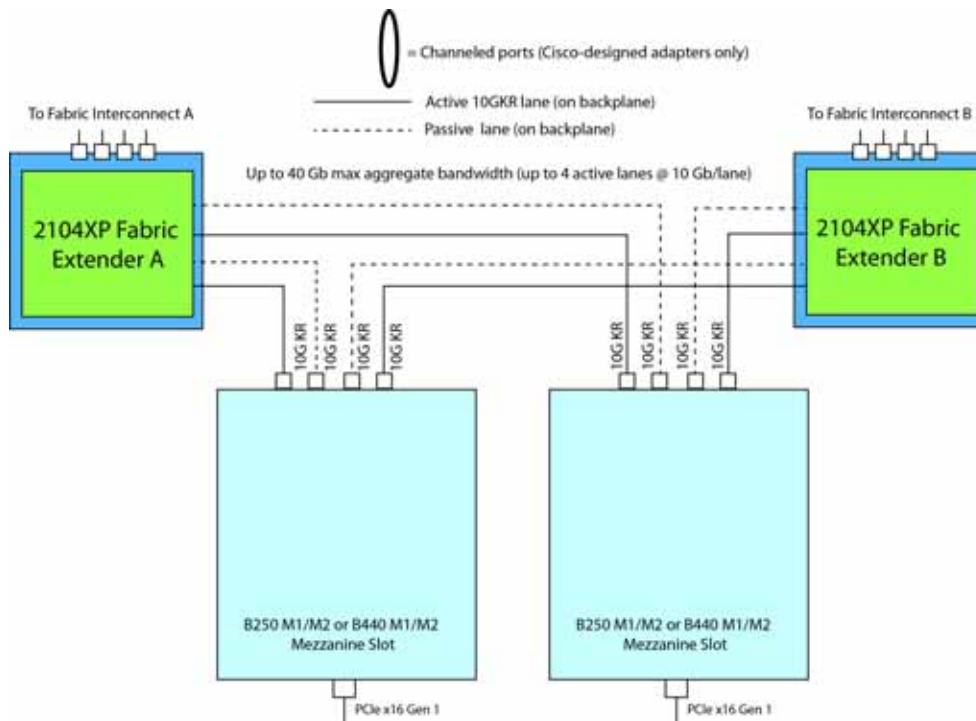 = Channeled ports (Cisco-designed adapters only)
Active 10GKR lane (on backplane)
Passive lane (on backplane)
To Fabric Interconnect A
To Fabric Interconnect B
Up to 40 Gb max aggregate bandwidth (up to 4 active lanes @ 10 Gb/lane)
2104XP Fabric
Extender A
2104XP Fabric
Extender B
10G KR
10G KR
10G KR
10G KR
10G KR
10G KR
10G KR
10G KR
B250 M1/M2 or B440 M1/M2
Mezzanine Slot
B250 M1/M2 or B440 M1/M2
Mezzanine Slot
PCIe x16 Gen 1
PCIe x16 Gen 1